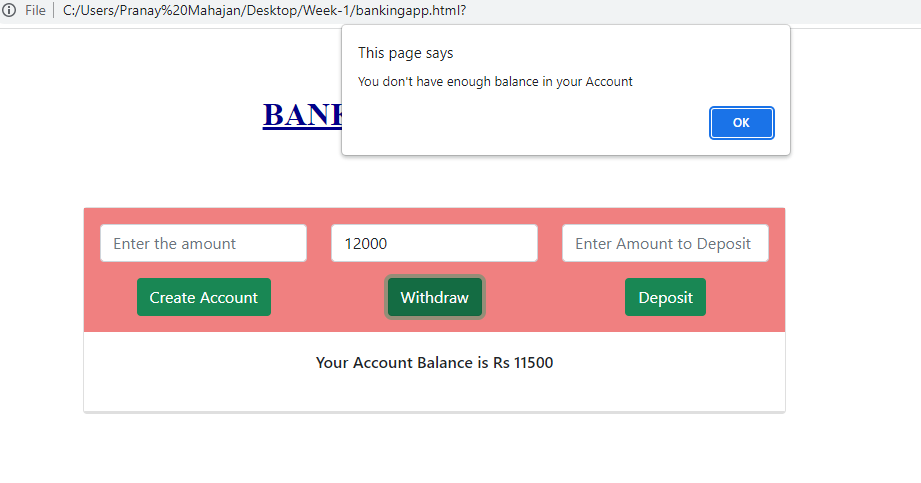 File | C:/Users/Pranay%20Mahajan/Desktop/Week-1/bankingapp.html?
This page says
You don't have enough balance in your Account
OK
BANK
Enter the amount
12000
Enter Amount to Deposit
Create Account
Withdraw
Deposit
Your Account Balance is Rs 11500